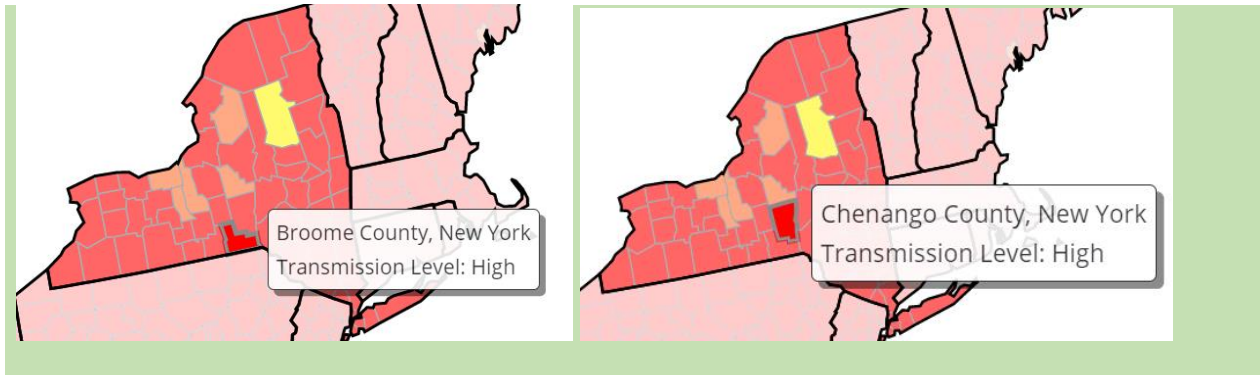 Broome County, New York
Transmission Level: High
Chenango County, New York
Transmission Level: High